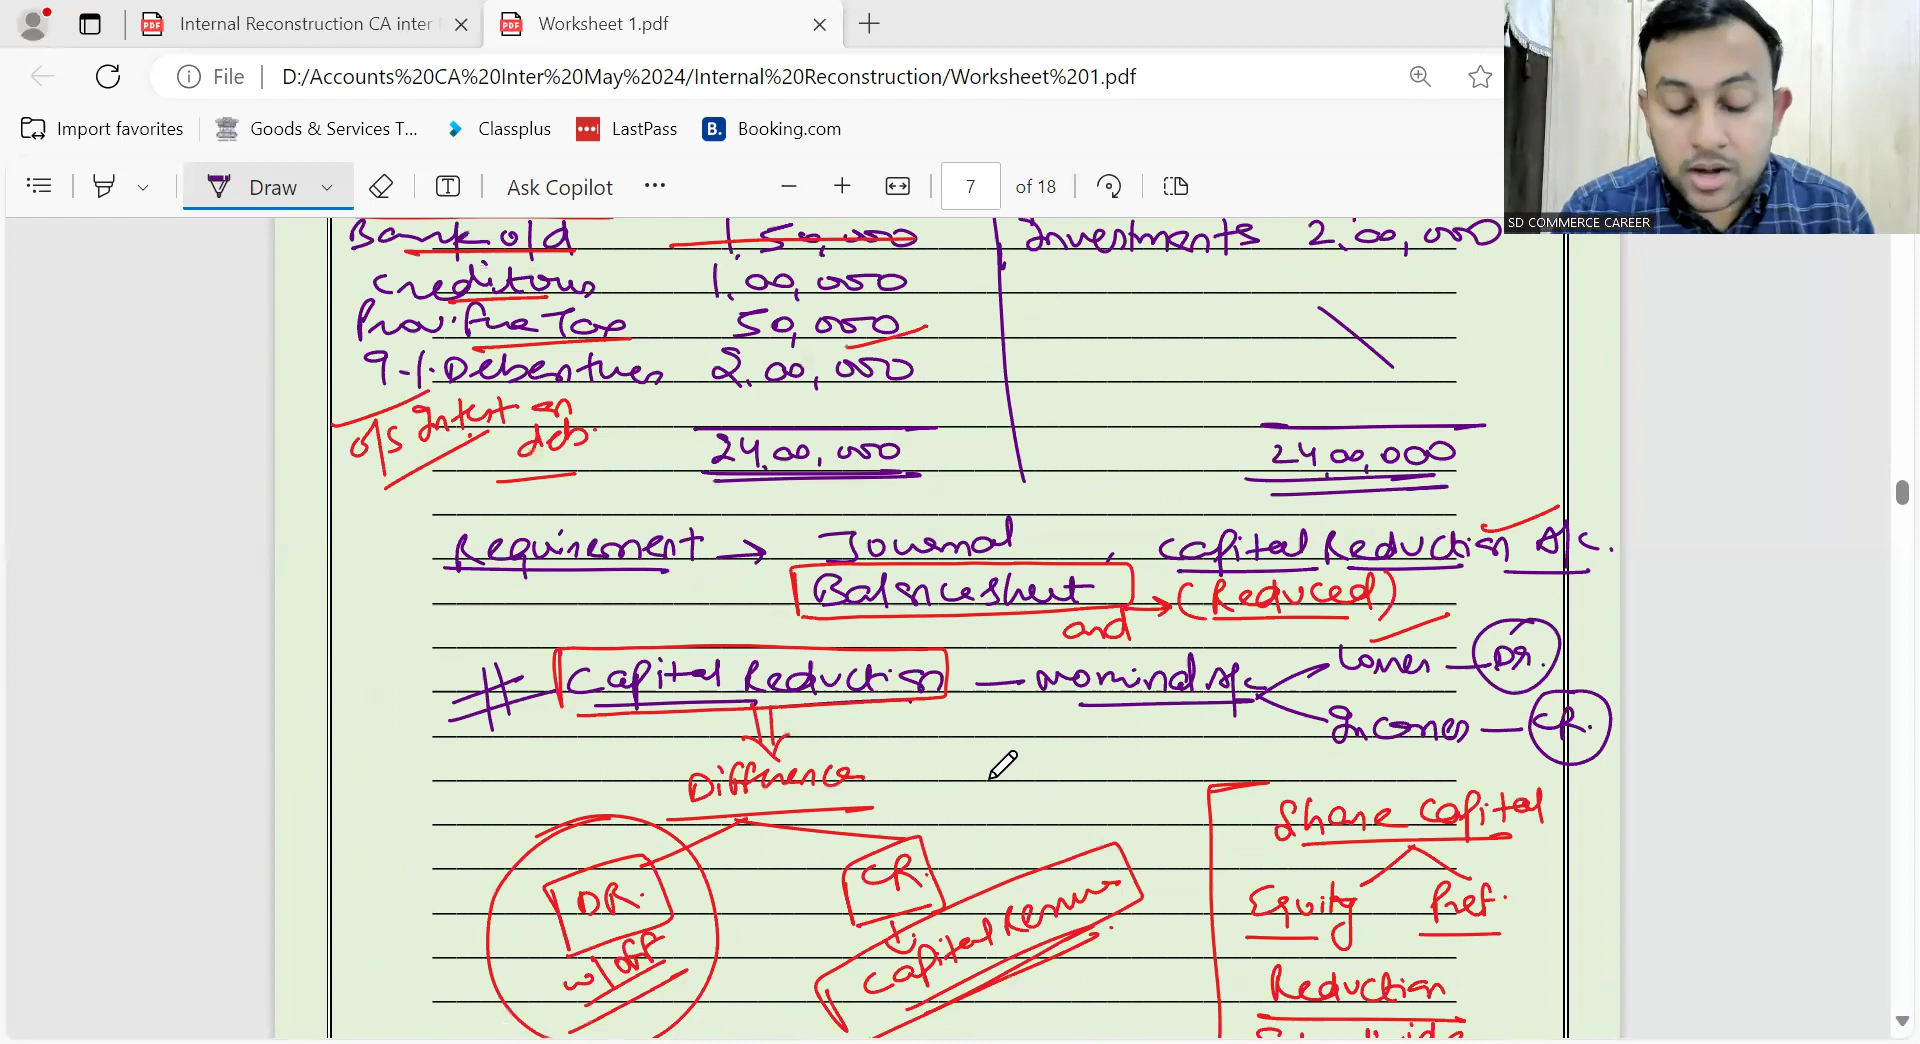 Internal Reconstruction CA inter
Worksheet 1.pdf
File
D:/Accounts%20CA%20Inter%20May%2024/Internal%20Reconstruction/Worksheet%201.pdf
Import favorites
Goods & Services T...
Classplus
LastPass
B.
Booking.com
Draw
Ask Copilot
7
of 18
SD COMMERCE CAREER
Bank o/d 1,50,000 Investments 2,00,000
Creditors 1,00,000
Prov. for Tax 50,000
9-/. Debentures 2,00,000
o/s Intest on deb.
24,00,000 24,00,000
Requirement → Journal, Capital Reduction A/c.
Balancesheet and → (Reduced)
# Capital Reduction — nominal A/c
Losses — DR.
Incomes — CR.
Difference
DR.
w/off
CR.
Capital Reserve
Share Capital
Equity Pref.
Reduction